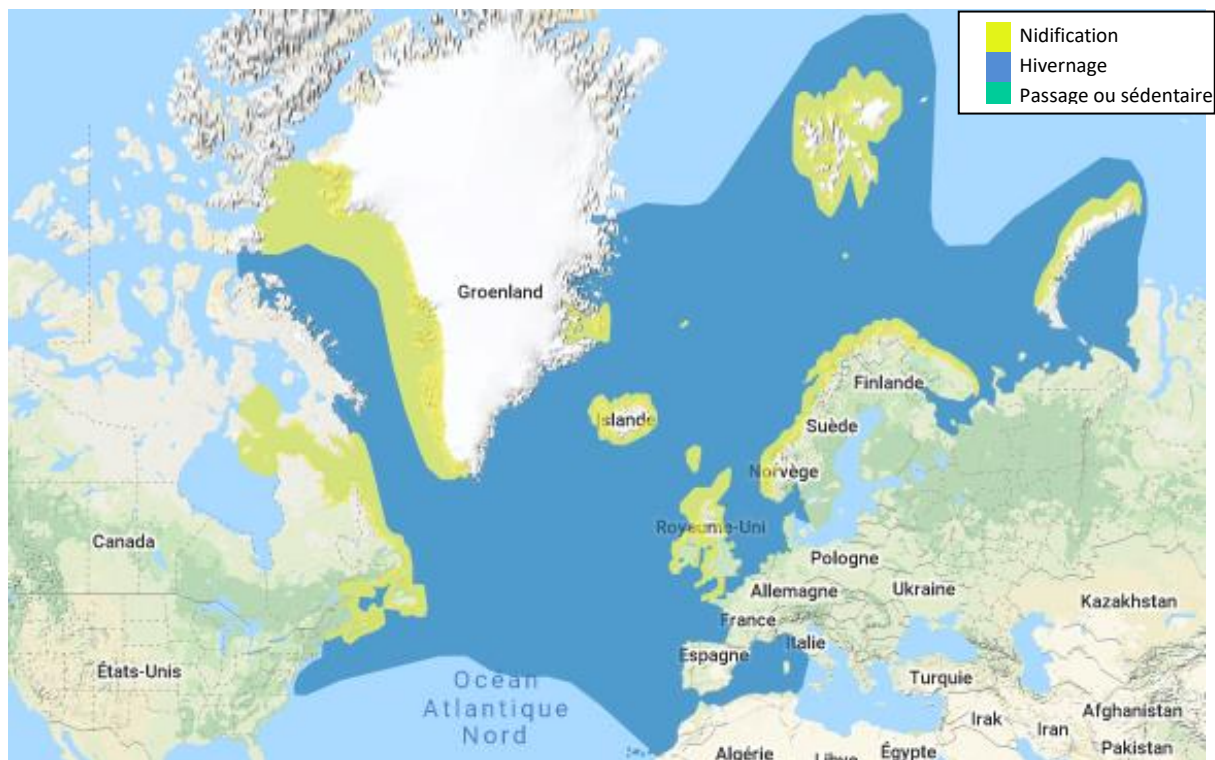 Nidification
Hivernage
Passage ou sédentaire
Groenland
Finlande
Islande
Suède
Norvège
Royaume-Uni
Canada
Pologne
Allemagne
Ukraine
Kazakhstan
France
Italie
Espagne
États-Unis
Turquie
Océan
Atlantique
Nord
Afghanistan
Irak
Iran
Algérie
Libye
Égypte
Pakistan